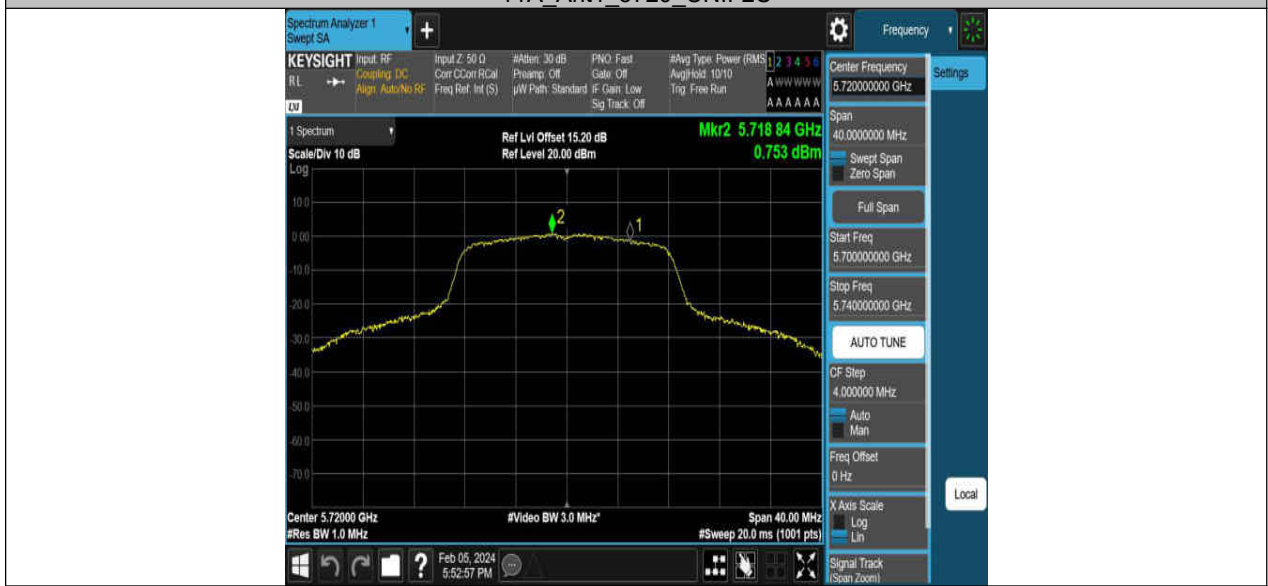 11A_Ant1_5720_UNII-2C
Spectrum Analyzer 1
Swept SA
+
Frequency
KEYSIGHT
RL
LXI
Input: RF
Coupling: DC
Align: Auto/No RF
Input Z: 50 Ω
Corr CCorr RCal
Freq Ref: Int (S)
#Atten: 30 dB
Preamp: Off
µW Path: Standard
PNO: Fast
Gate: Off
IF Gain: Low
Sig Track: Off
#Avg Type: Power (RMS
Avg|Hold: 10/10
Trig: Free Run
1 2 3 4 5 6
A W W W W W
A A A A A A
1 Spectrum
Scale/Div 10 dB
Log
Ref Lvl Offset 15.20 dB
Ref Level 20.00 dBm
Mkr2 5.718 84 GHz
0.753 dBm
10.0
0.00
-10.0
-20.0
-30.0
-40.0
-50.0
-60.0
-70.0
2
1
Center 5.72000 GHz
#Res BW 1.0 MHz
#Video BW 3.0 MHz*
Span 40.00 MHz
#Sweep 20.0 ms (1001 pts)
?
Feb 05, 2024
5:52:57 PM
Center Frequency
5.720000000 GHz
Span
40.0000000 MHz
Swept Span
Zero Span
Full Span
Start Freq
5.700000000 GHz
Stop Freq
5.740000000 GHz
AUTO TUNE
CF Step
4.000000 MHz
Auto
Man
Freq Offset
0 Hz
X Axis Scale
Log
Lin
Signal Track
(Span Zoom)
Settings
Local